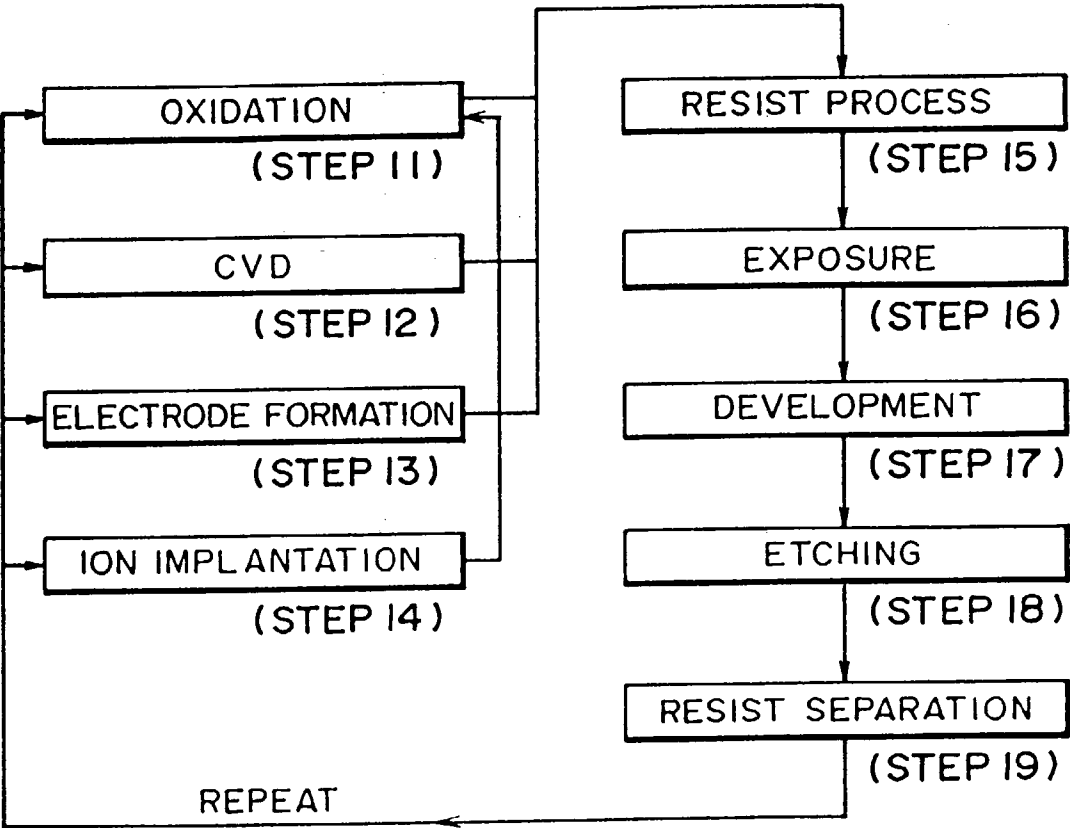 OXIDATION
(STEP 11)
CVD
(STEP 12)
ELECTRODE FORMATION
(STEP 13)
ION IMPLANTATION
(STEP 14)
RESIST PROCESS
(STEP 15)
EXPOSURE
(STEP 16)
DEVELOPMENT
(STEP 17)
ETCHING
(STEP 18)
RESIST SEPARATION
(STEP 19)
REPEAT